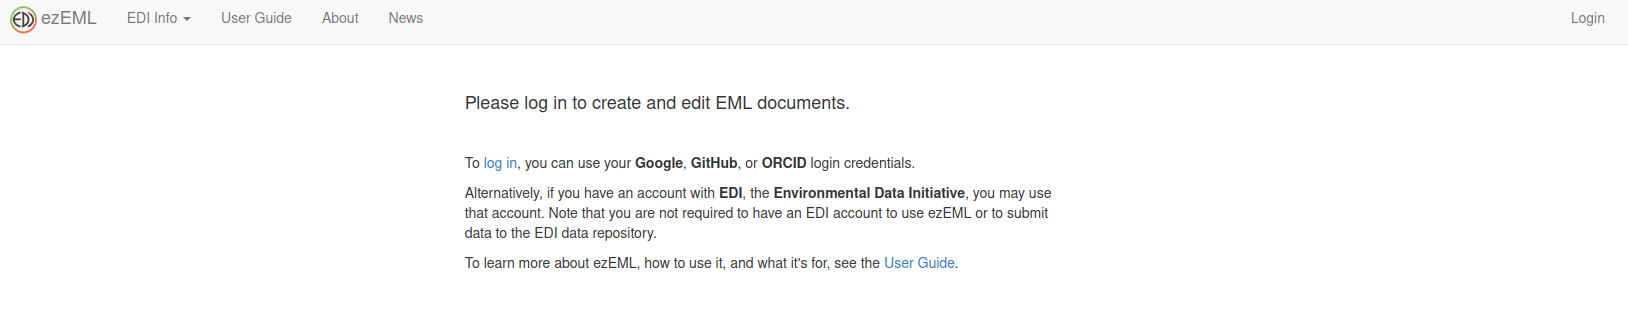 EDI ezEML EDI Info User Guide About News Login
Please log in to create and edit EML documents.
To log in, you can use your Google, GitHub, or ORCID login credentials.
Alternatively, if you have an account with EDI, the Environmental Data Initiative, you may use
that account. Note that you are not required to have an EDI account to use ezEML or to submit
data to the EDI data repository.
To learn more about ezEML, how to use it, and what it's for, see the User Guide.